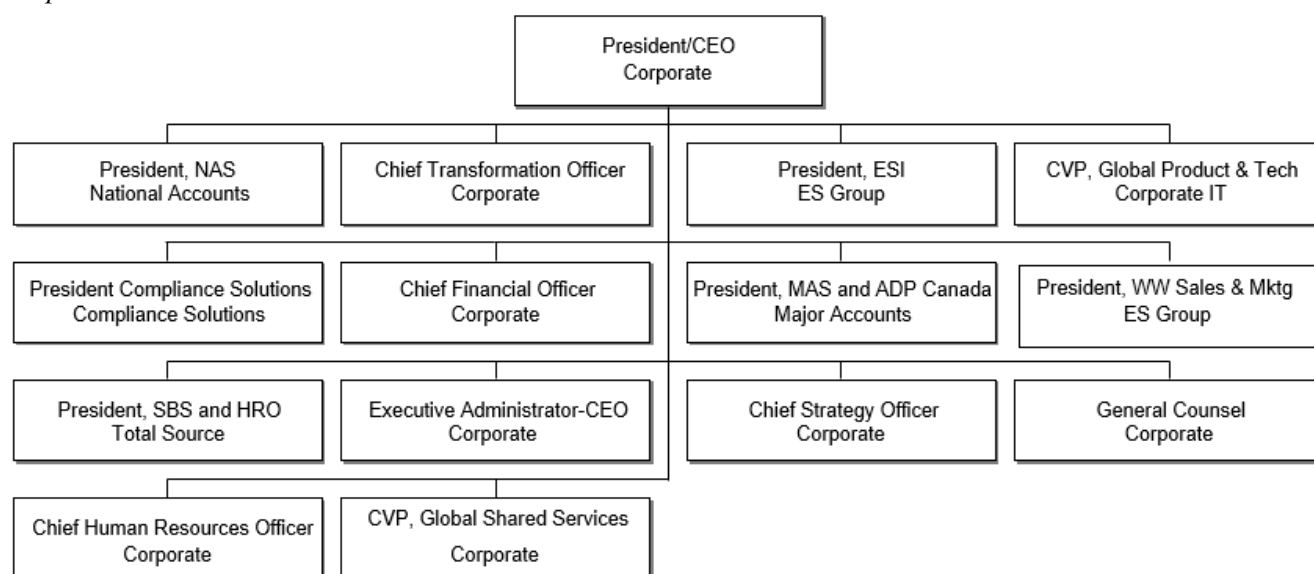 President/CEO
Corporate
President, NAS
National Accounts
Chief Transformation Officer
Corporate
President, ESI
ES Group
CVP, Global Product & Tech
Corporate IT
President Compliance Solutions
Compliance Solutions
Chief Financial Officer
Corporate
President, MAS and ADP Canada
Major Accounts
President, WW Sales & Mktg
ES Group
President, SBS and HRO
Total Source
Executive Administrator-CEO
Corporate
Chief Strategy Officer
Corporate
General Counsel
Corporate
Chief Human Resources Officer
Corporate
CVP, Global Shared Services
Corporate